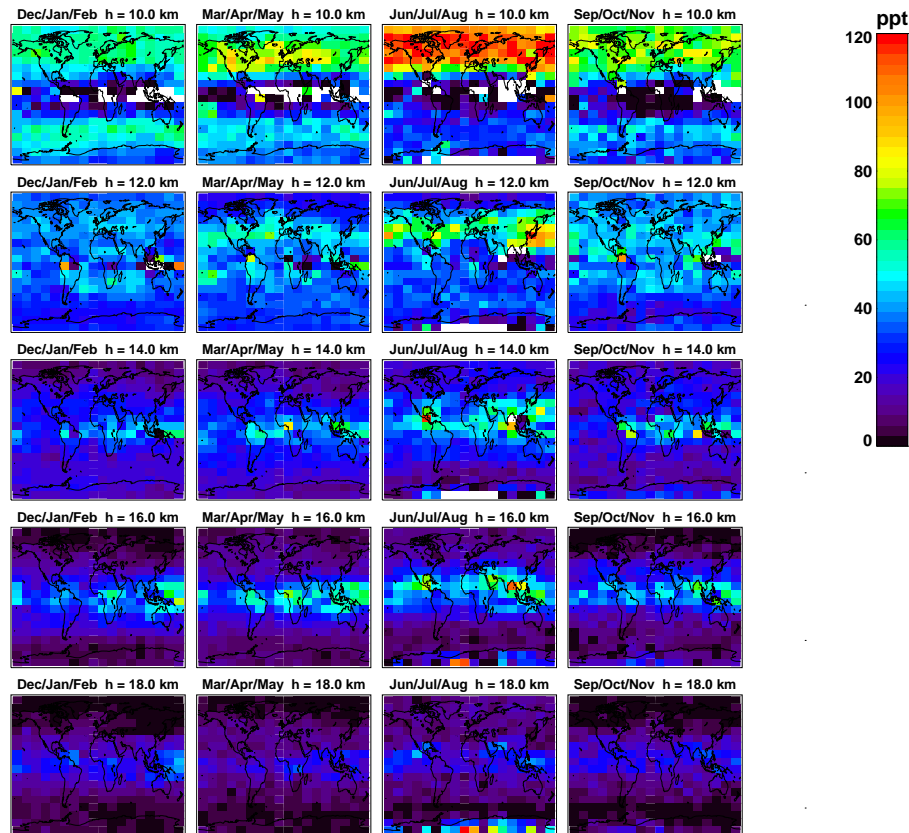 Dec/Jan/Feb h = 10.0 km Mar/Apr/May h = 10.0 km Jun/Jul/Aug h = 10.0 km Sep/Oct/Nov h = 10.0 km
ppt
120
100
80
60
40
20
0
Dec/Jan/Feb h = 12.0 km Mar/Apr/May h = 12.0 km Jun/Jul/Aug h = 12.0 km Sep/Oct/Nov h = 12.0 km
Dec/Jan/Feb h = 14.0 km Mar/Apr/May h = 14.0 km Jun/Jul/Aug h = 14.0 km Sep/Oct/Nov h = 14.0 km
Dec/Jan/Feb h = 16.0 km Mar/Apr/May h = 16.0 km Jun/Jul/Aug h = 16.0 km Sep/Oct/Nov h = 16.0 km
Dec/Jan/Feb h = 18.0 km Mar/Apr/May h = 18.0 km Jun/Jul/Aug h = 18.0 km Sep/Oct/Nov h = 18.0 km